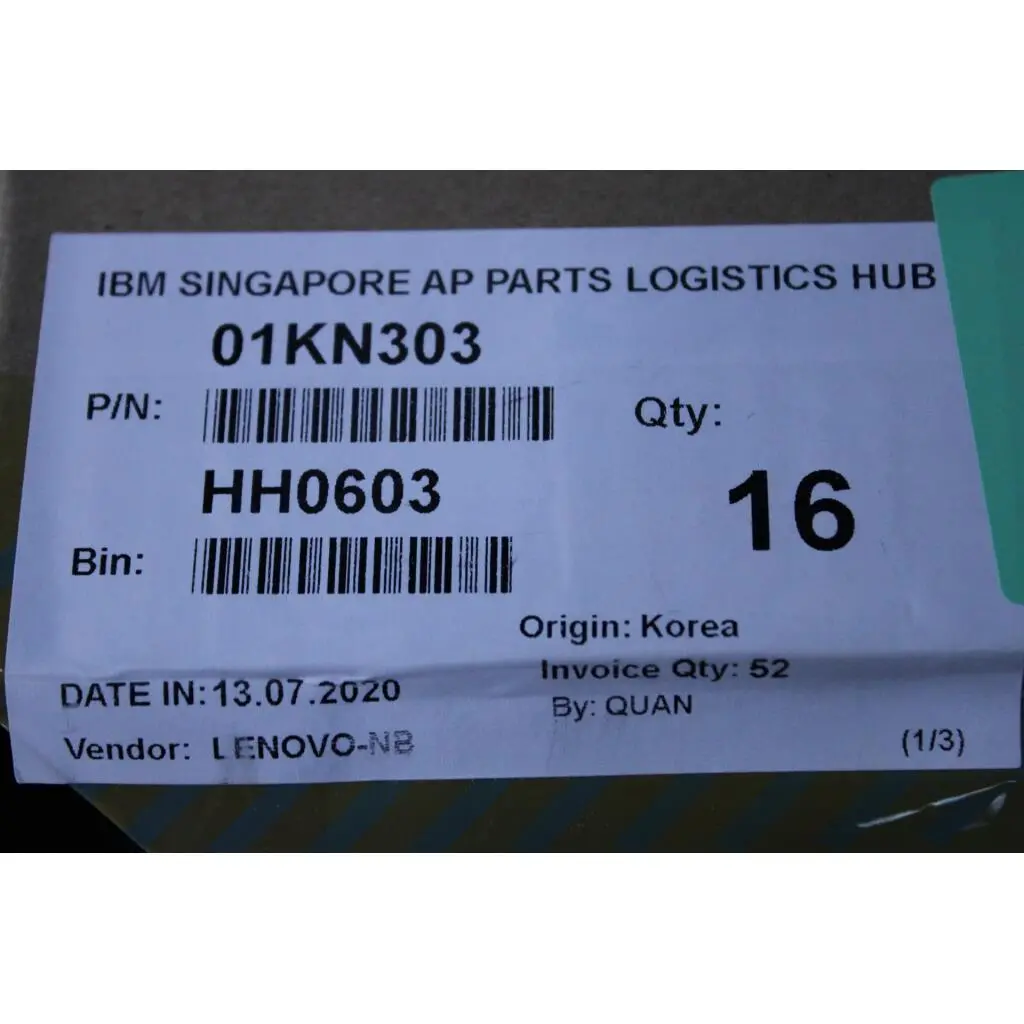 IBM SINGAPORE AP PARTS LOGISTICS HUB
01KN303
P/N:
Qty:
HH0603
16
Bin:
Origin: Korea
Invoice Qty: 52
DATE IN:13.07.2020
By: QUAN
Vendor: LENOVO-NB
(1/3)